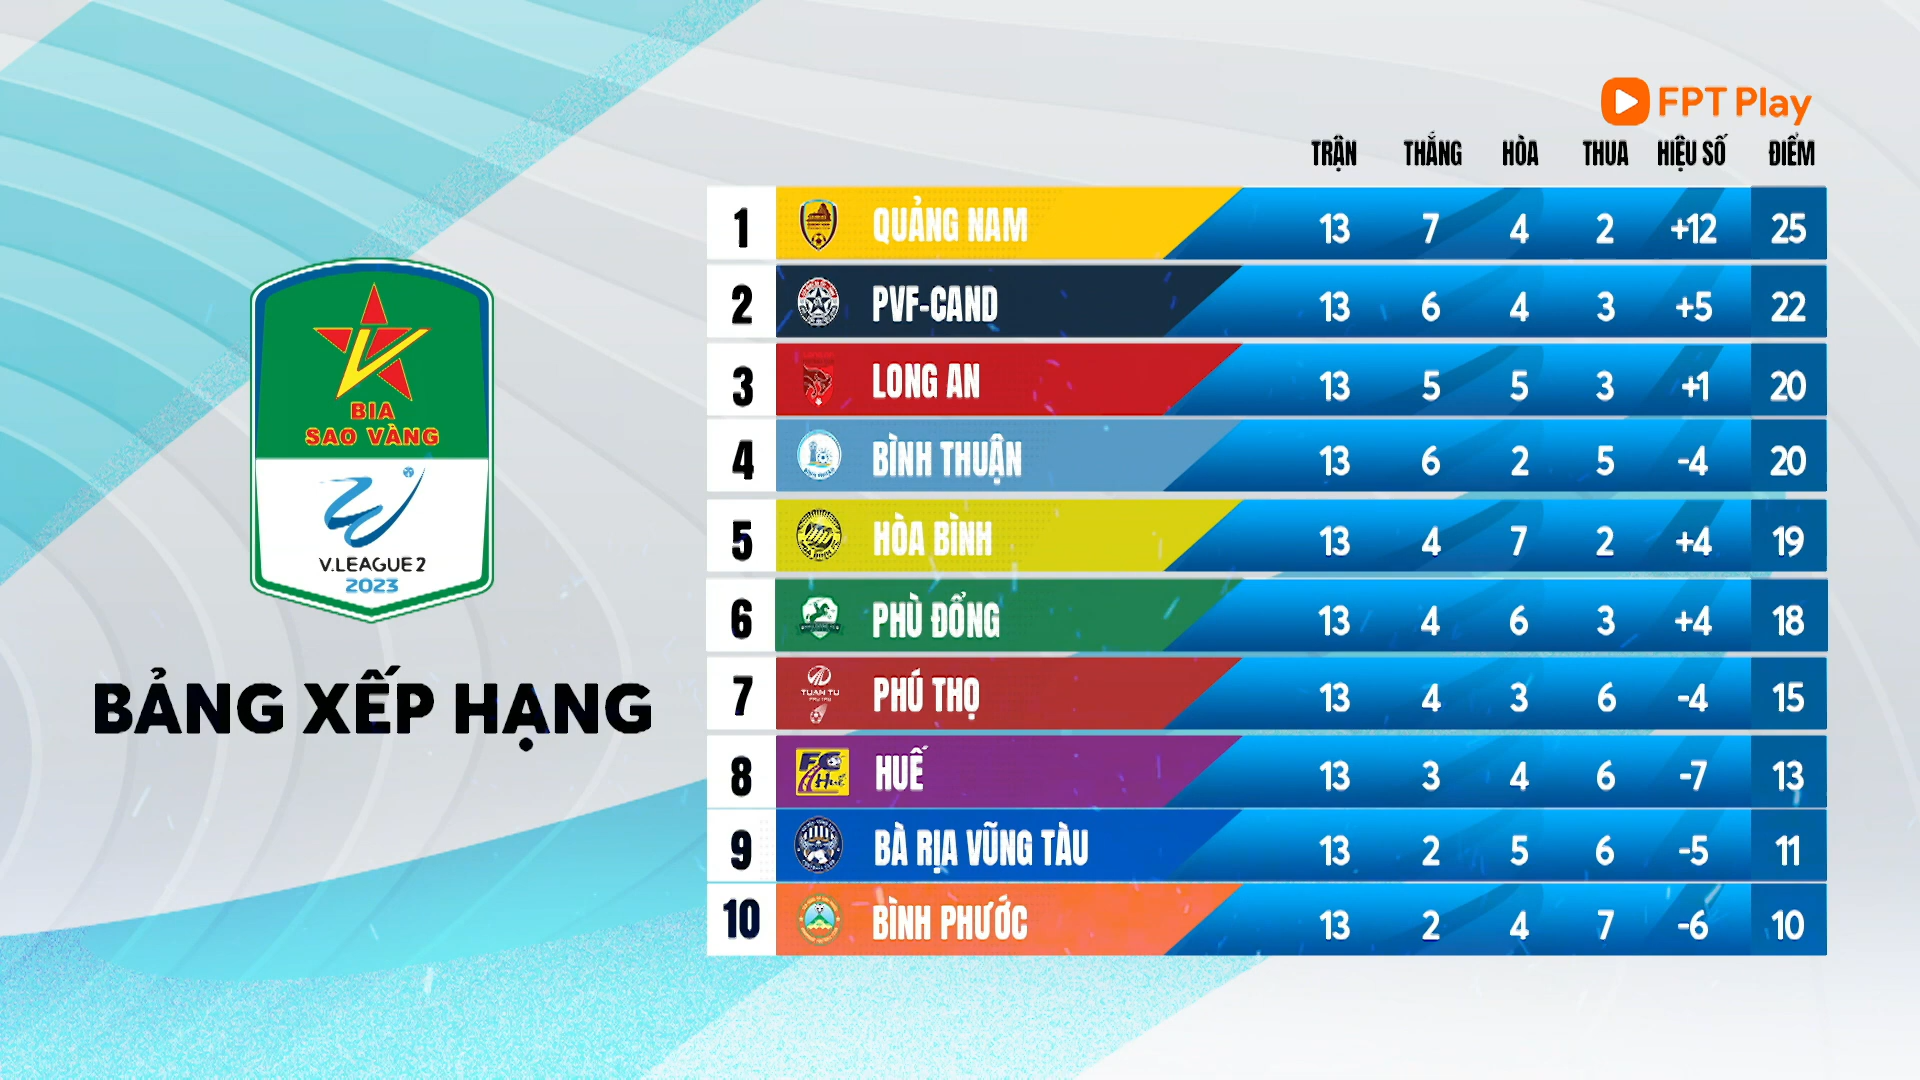 FPT Play
TRẬN THẮNG HÒA THUA HIỆU SỐ ĐIỂM
1 QUẢNG NAM 13 7 4 2 +12 25
2 PVF-CAND 13 6 4 3 +5 22
3 LONG AN 13 5 5 3 +1 20
4 BÌNH THUẬN 13 6 2 5 -4 20
5 HÒA BÌNH 13 4 7 2 +4 19
6 PHÙ ĐỔNG 13 4 6 3 +4 18
7 TUAN TU PHÚ THỌ 13 4 3 6 -4 15
8 FC Huế HUẾ 13 3 4 6 -7 13
9 BÀ RỊA VŨNG TÀU 13 2 5 6 -5 11
10 BÌNH PHƯỚC 13 2 4 7 -6 10
BIA
SAO VÀNG
V.LEAGUE 2
2023
BẢNG XẾP HẠNG